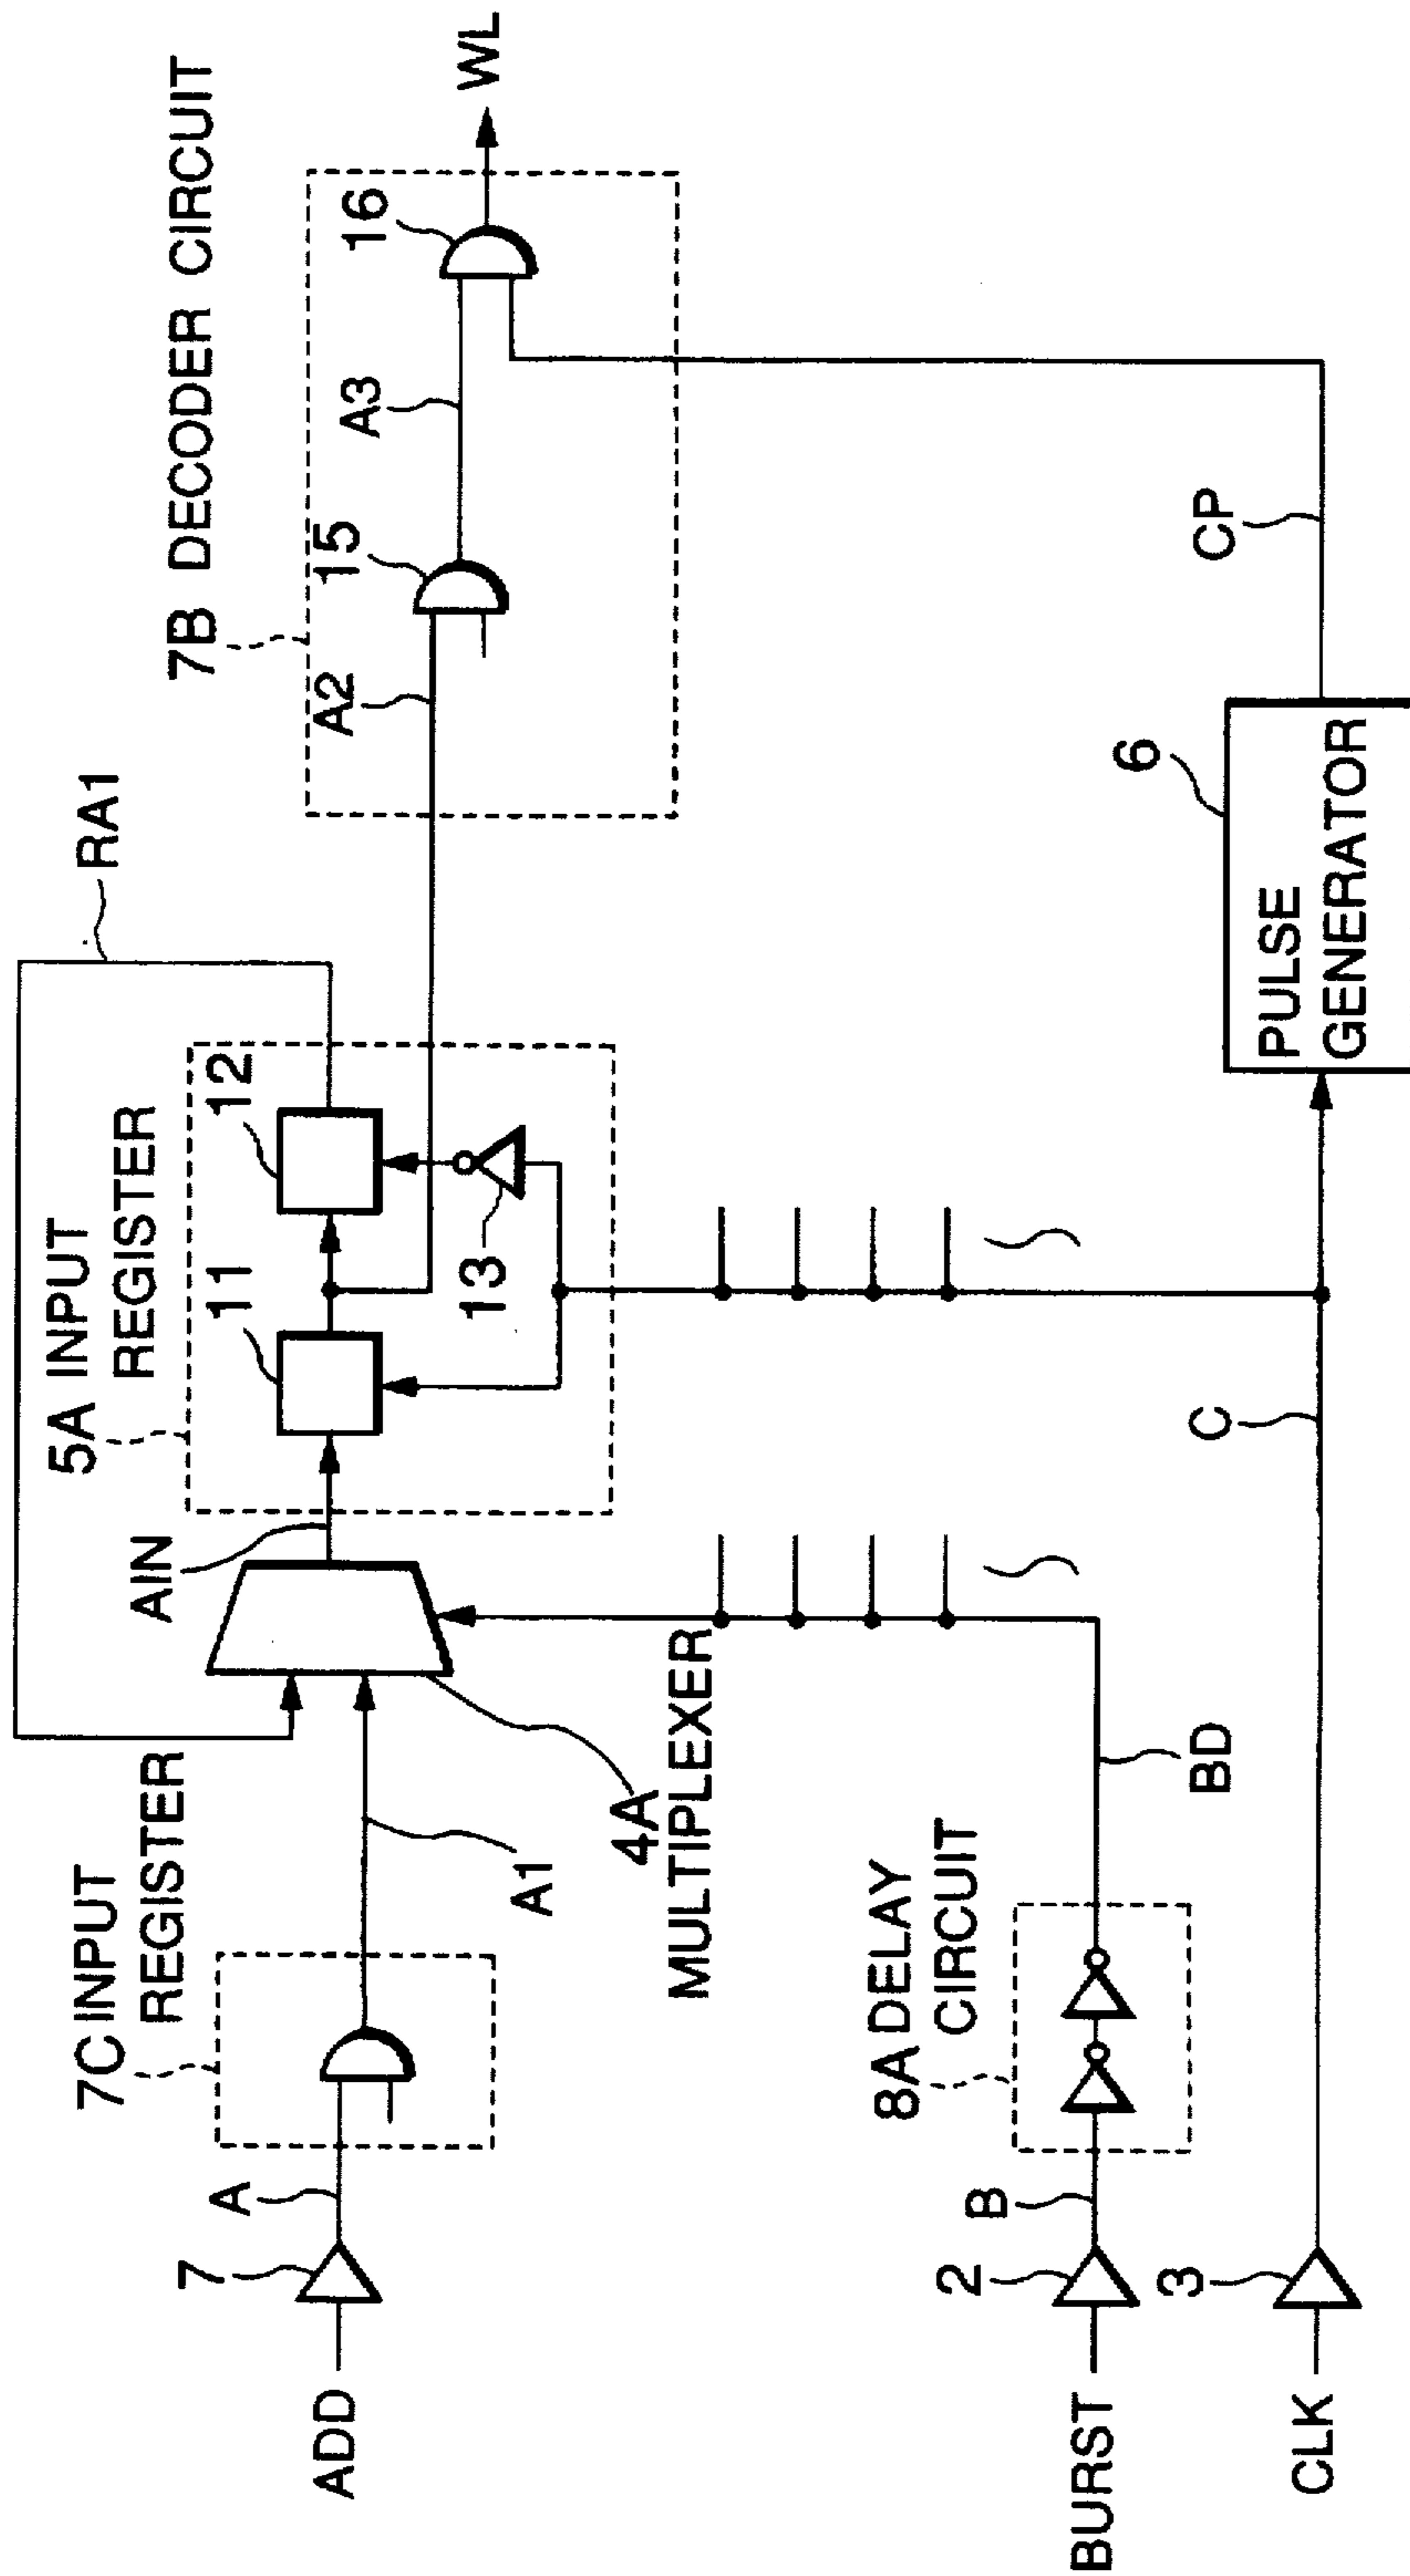 ADD
7
A
7C INPUT
REGISTER
A1
4A
MULTIPLEXER
AIN
5A INPUT
REGISTER
11
12
13
RA1
7B DECODER CIRCUIT
A2
15
A3
16
WL
BURST
2
B
8A DELAY
CIRCUIT
BD
CLK
3
C
6
PULSE
GENERATOR
CP